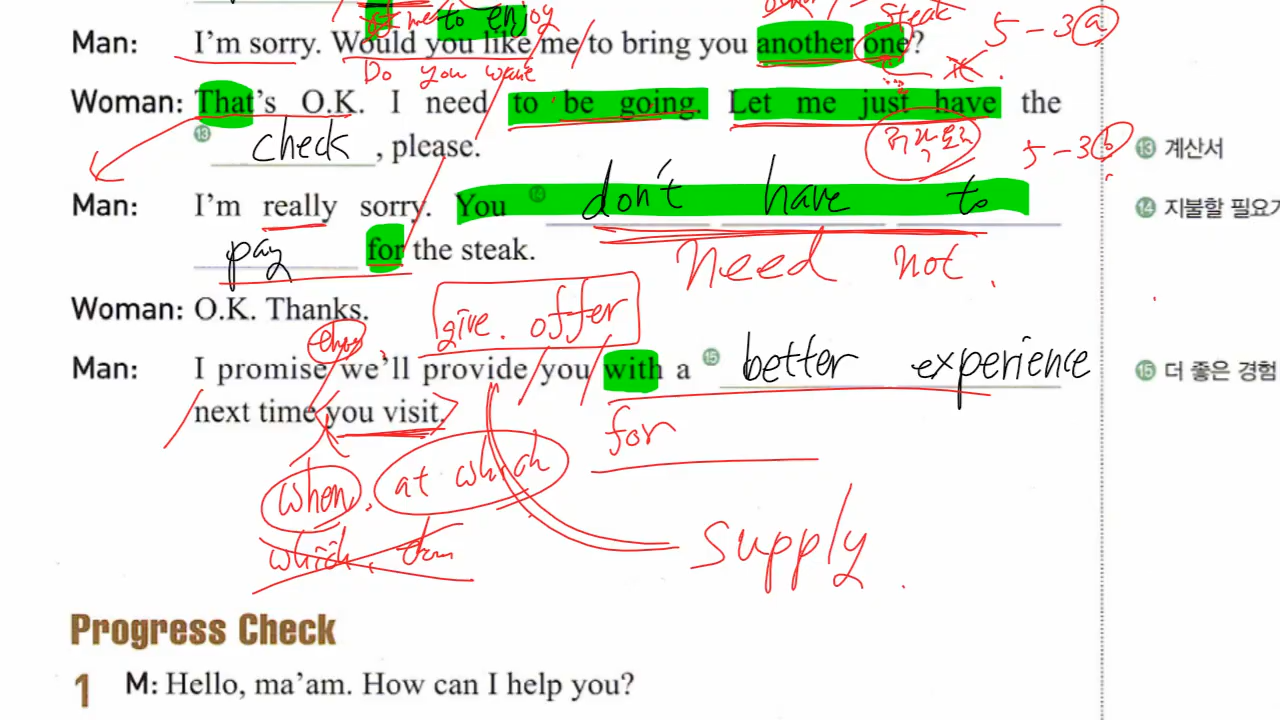 at me to enjoy
other
steak
Man: I'm sorry. Would you like me to bring you another one?
5-3 a
Do you want
Woman: That's O.K. I need to be going. Let me just have the
⑬ check, please.
5-3 b
⑬ 계산서
Man: I'm really sorry. You ⑭ don't have to
⑭ 지불할 필요가
pay for the steak.
need not.
Woman: O.K. Thanks.
give. offer
Man: I promise we'll provide you with a ⑮ better experience
⑮ 더 좋은 경험
next time you visit.
for
when, at which
which,
supply.
Progress Check
1 M: Hello, ma'am. How can I help you?